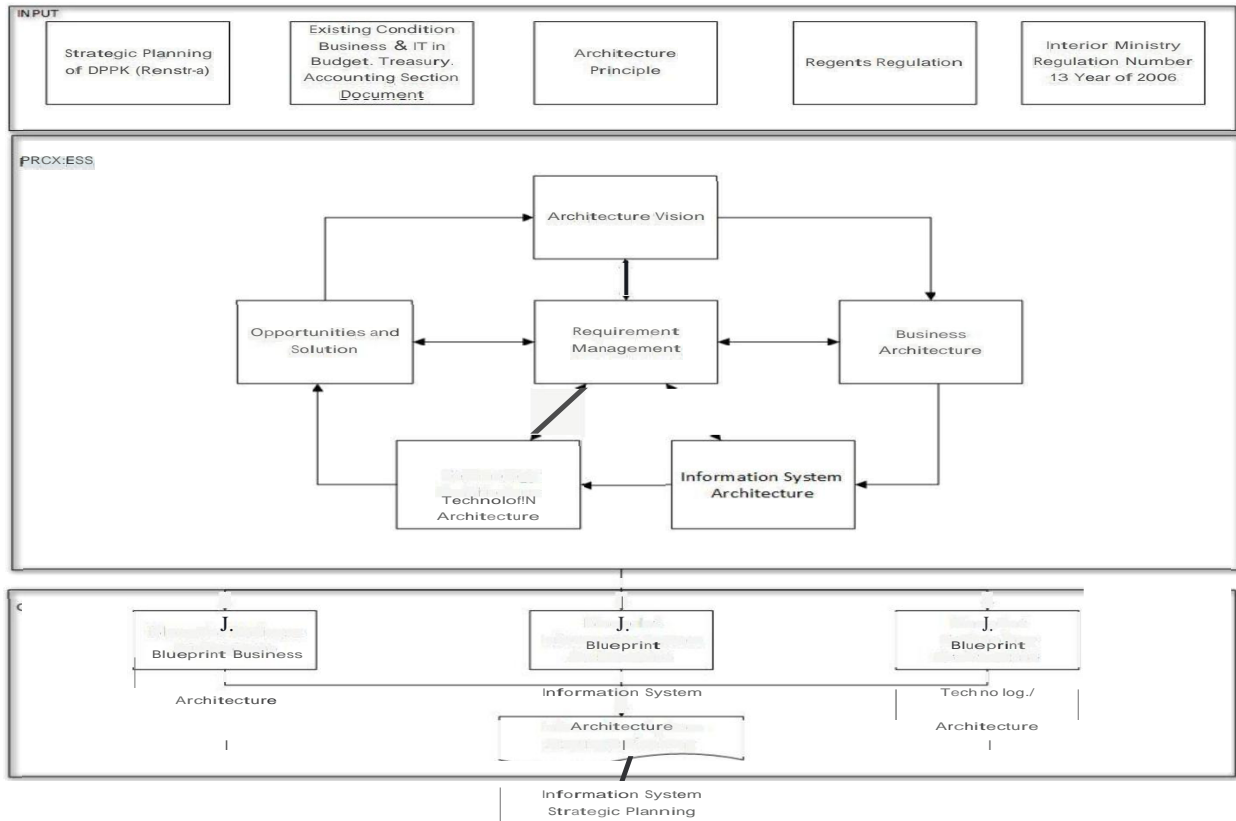 INPUT
Strategic Planning
of DPPK (Renstr-a)
Existing Condition
Business & IT in
Budget. Treasury.
Accounting Section
Document
Architecture
Principle
Regents Regulation
Interior Ministry
Regulation Number
13 Year of 2006
PRCX:ESS
Architecture Vision
Opportunities and
Solution
Requirement
Management
Business
Architecture
Technolof!N
Architecture
Information System
Architecture
J.
Blueprint Business
Architecture
J.
Blueprint
Information System
Architecture
J.
Blueprint
Techno log./
Architecture
Information System
Strategic Planning